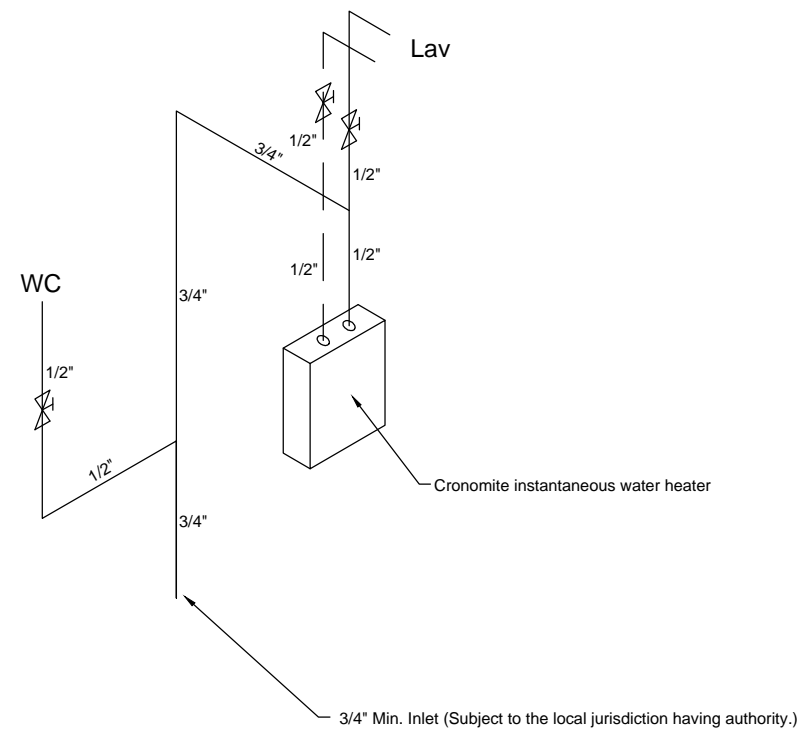 Lav
1/2"
3/4"
1/2"
1/2"
1/2"
WC
3/4"
1/2"
1/2"
Cronomite instantaneous water heater
3/4"
3/4" Min. Inlet (Subject to the local jurisdiction having authority.)